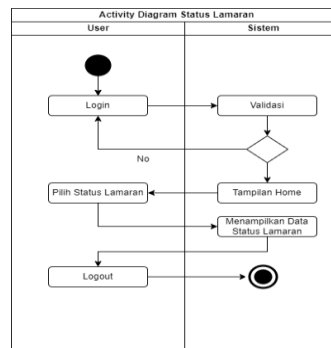 Activity Diagram Status Lamaran
User
Sistem
Login
Validasi
No
Pilih Status Lamaran
Tampilan Home
Menampilkan Data
Status Lamaran
Logout